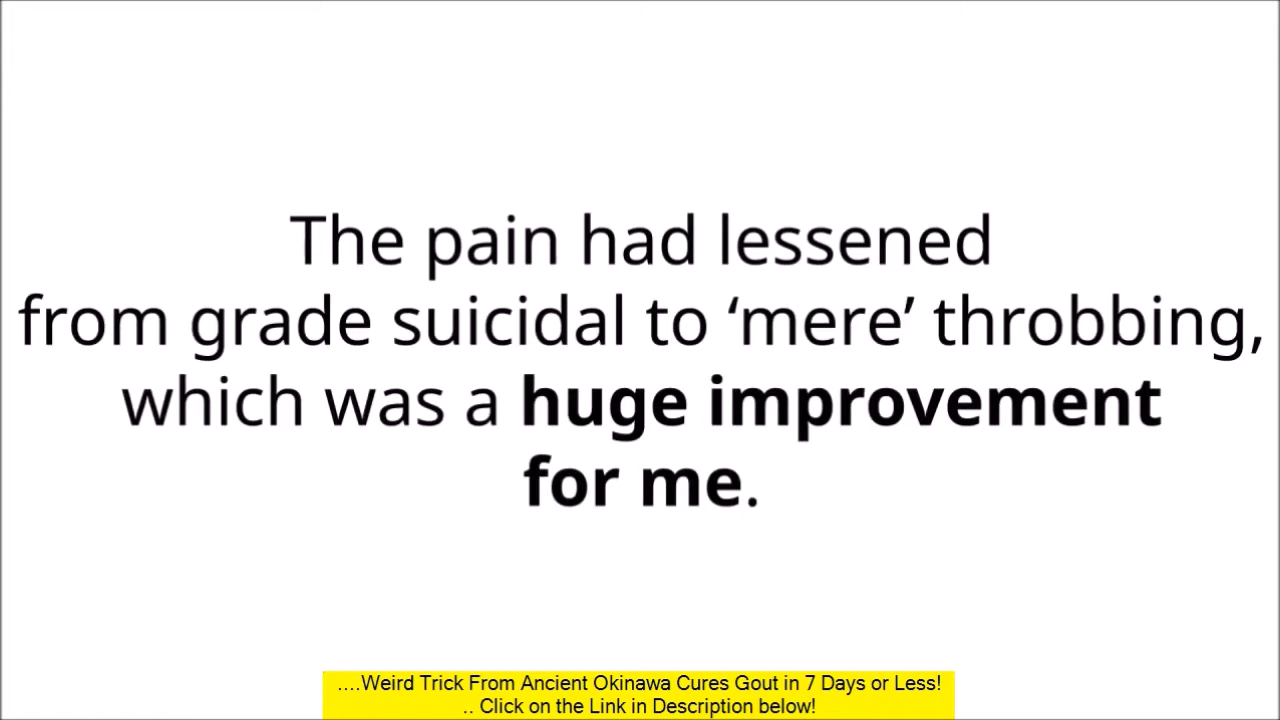 The pain had lessened
from grade suicidal to ‘mere’ throbbing,
which was a huge improvement
for me.
....Weird Trick From Ancient Okinawa Cures Gout in 7 Days or Less!
.. Click on the Link in Description below!